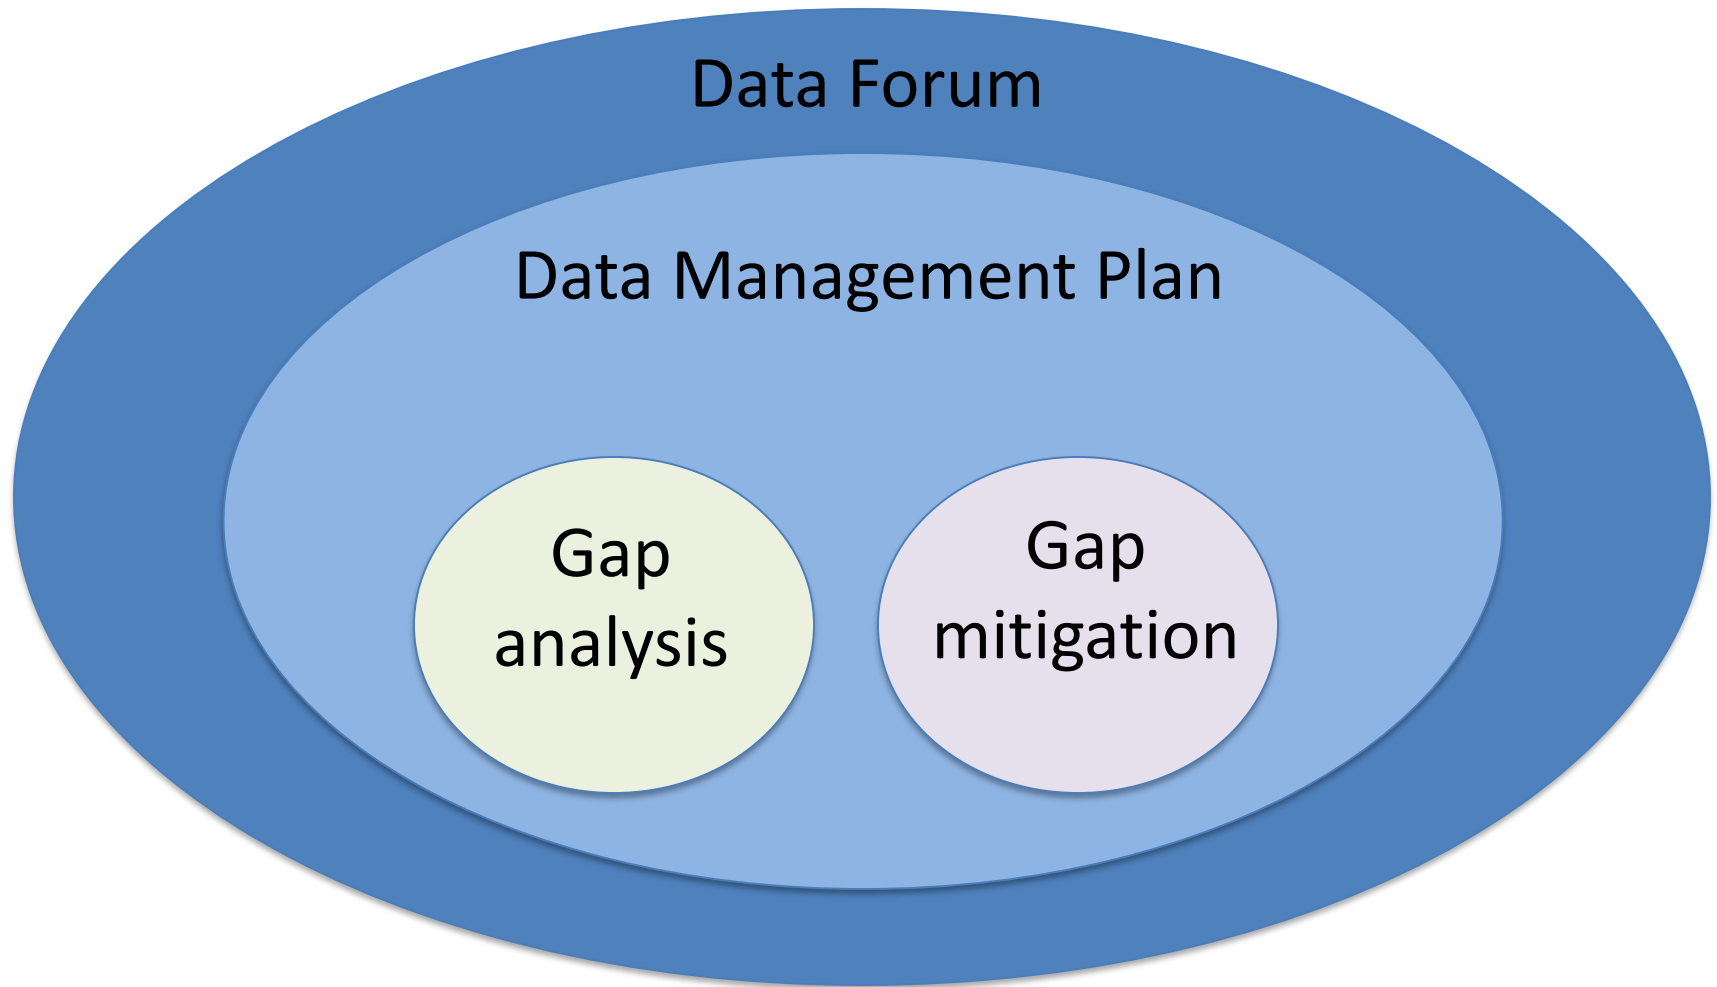 Data Forum
Data Management Plan
Gap
analysis
Gap
mitigation